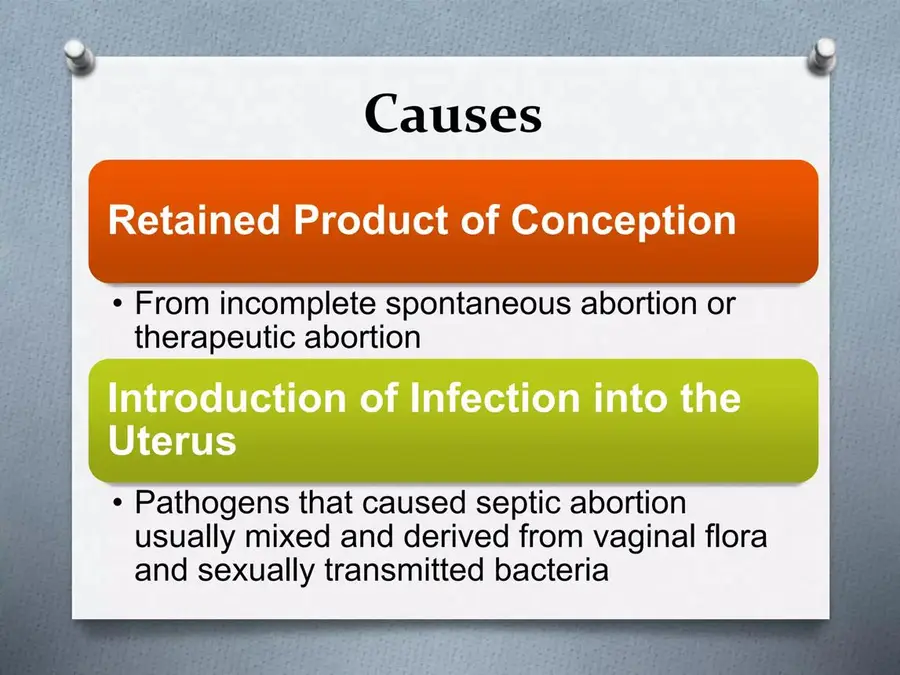 Causes
Retained Product of Conception
• From incomplete spontaneous abortion or
therapeutic abortion
Introduction of Infection into the
Uterus
• Pathogens that caused septic abortion
usually mixed and derived from vaginal flora
and sexually transmitted bacteria